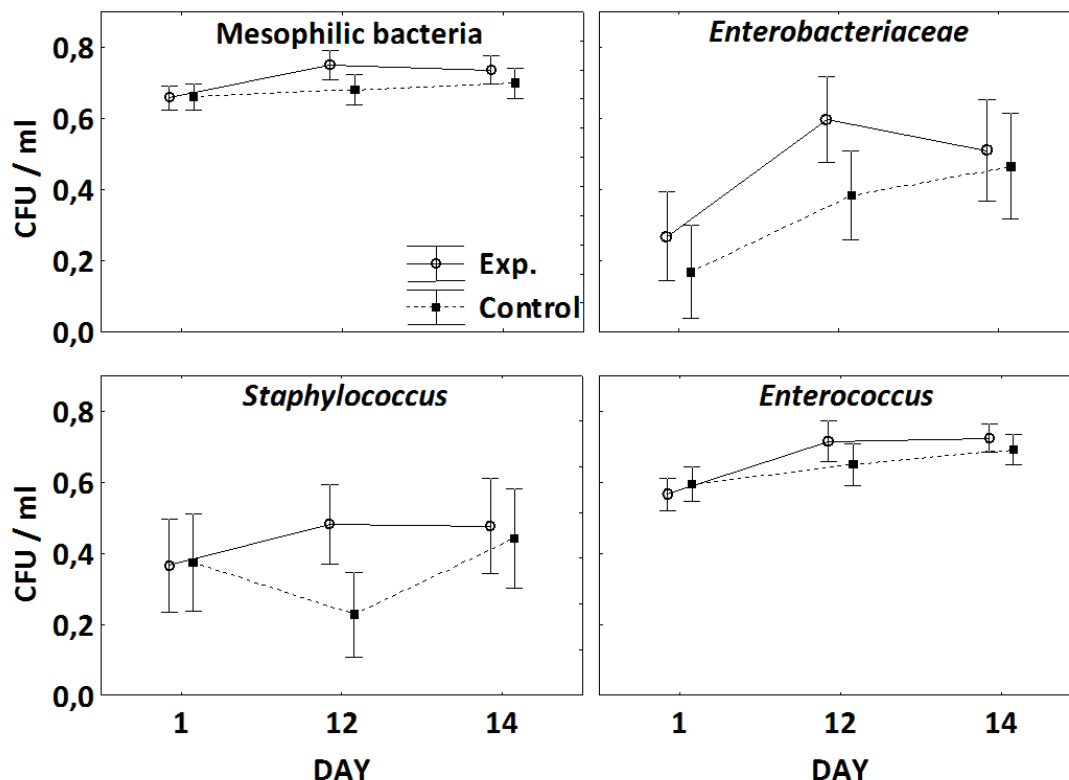 Mesophilic bacteria
Enterobacteriaceae
0,8
0,6
0,4
0,2
0,0
CFU / ml
Exp.
Control
Staphylococcus
Enterococcus
0,8
0,6
0,4
0,2
0,0
CFU / ml
1 12 14
1 12 14
DAY
DAY